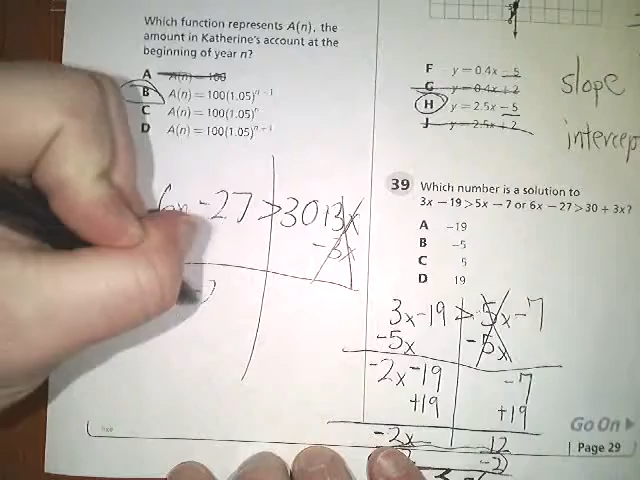 Which function represents A(n), the
amount in Katherine's account at the
beginning of year n?
A A(n) = 100
B A(n) = 100(1.05)ⁿ⁻¹
C A(n) = 100(1.05)ⁿ
D A(n) = 100(1.05)ⁿ⁺¹
-27 > 30 + 3x
-3x
F y = 0.4x - 5
G y = 0.4x + 2
H y = 2.5x - 5
J y = 2.5x + 2
slope
intercep
39 Which number is a solution to
3x - 19 > 5x - 7 or 6x - 27 > 30 + 3x?
A -19
B -5
C 5
D 19
3x -19 > 5x -7
-5x -5x
-2x -19 -7
+19 +19
-2x 12
-2
Go On ▶
Page 29